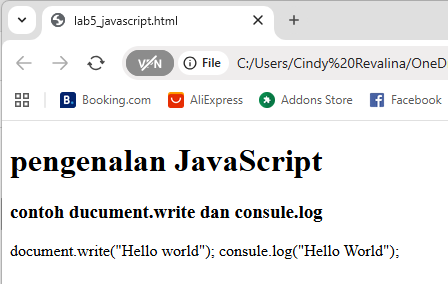 lab5_javascript.html
VPN File C:/Users/Cindy%20Revalina/OneD
Booking.com AliExpress Addons Store Facebook
pengenalan JavaScript
contoh ducument.write dan consule.log
document.write("Hello world"); consule.log("Hello World");